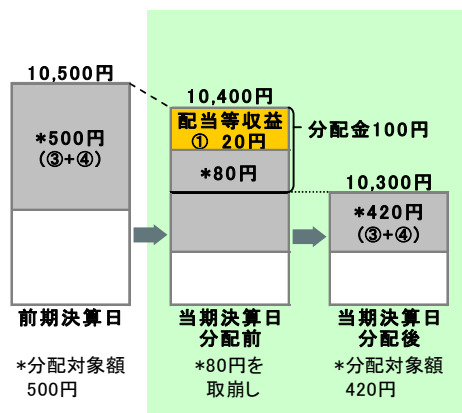 10,500円
*500円
(③+④)
前期決算日
*分配対象額
500円
10,400円
配当等収益
① 20円
*80円
分配金100円
当期決算日
分配前
*80円を
取崩し
10,300円
*420円
(③+④)
当期決算日
分配後
*分配対象額
420円